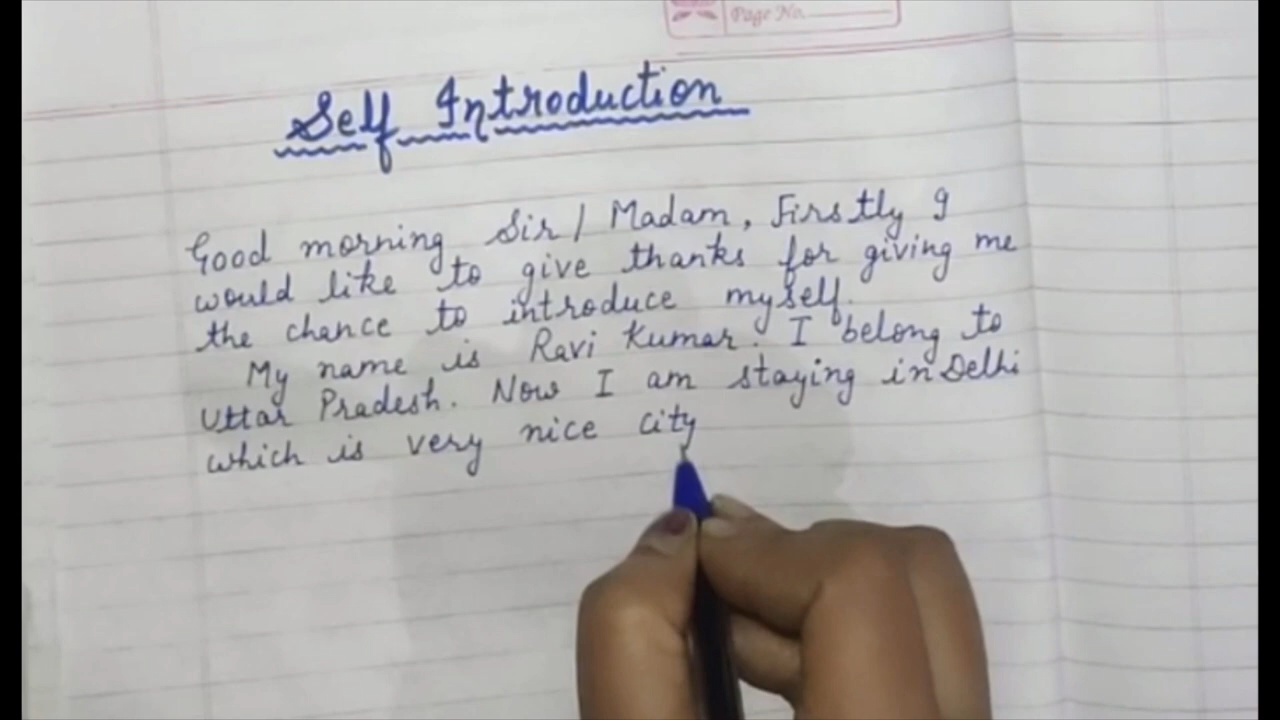 Page No.
Self Introduction
Good morning Sir / Madam, Firstly I
would like to give thanks for giving me
the chance to introduce myself.
My name is Ravi Kumar. I belong to
Uttar Pradesh. Now I am staying in Delhi
which is very nice city